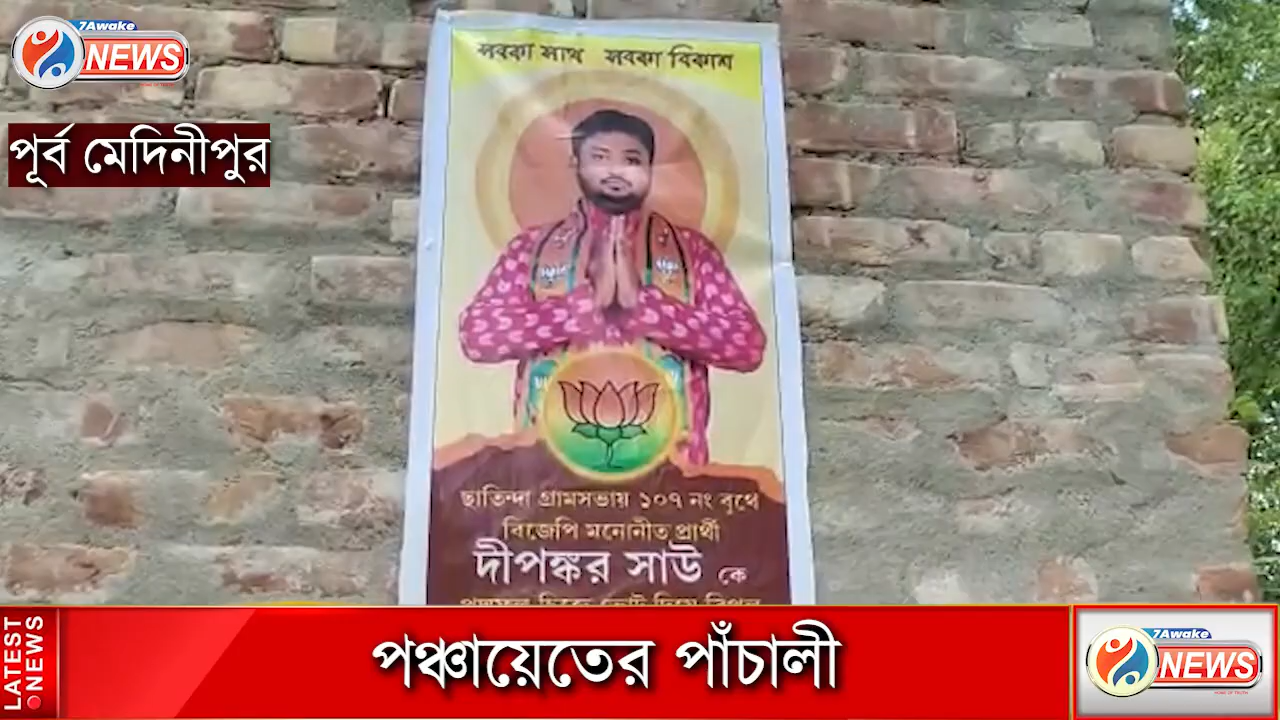 7Awake
NEWS
পূর্ব মেদিনীপুর
সবকা সাথ সবকা বিকাশ
ছাতিন্দা গ্রামসভায় ১০৭ নং বুথে
বিজেপি মনোনীত প্রার্থী
দীপঙ্কর সাউ কে
LATEST
NEWS
পঞ্চায়েতের পাঁচালী
7Awake
NEWS